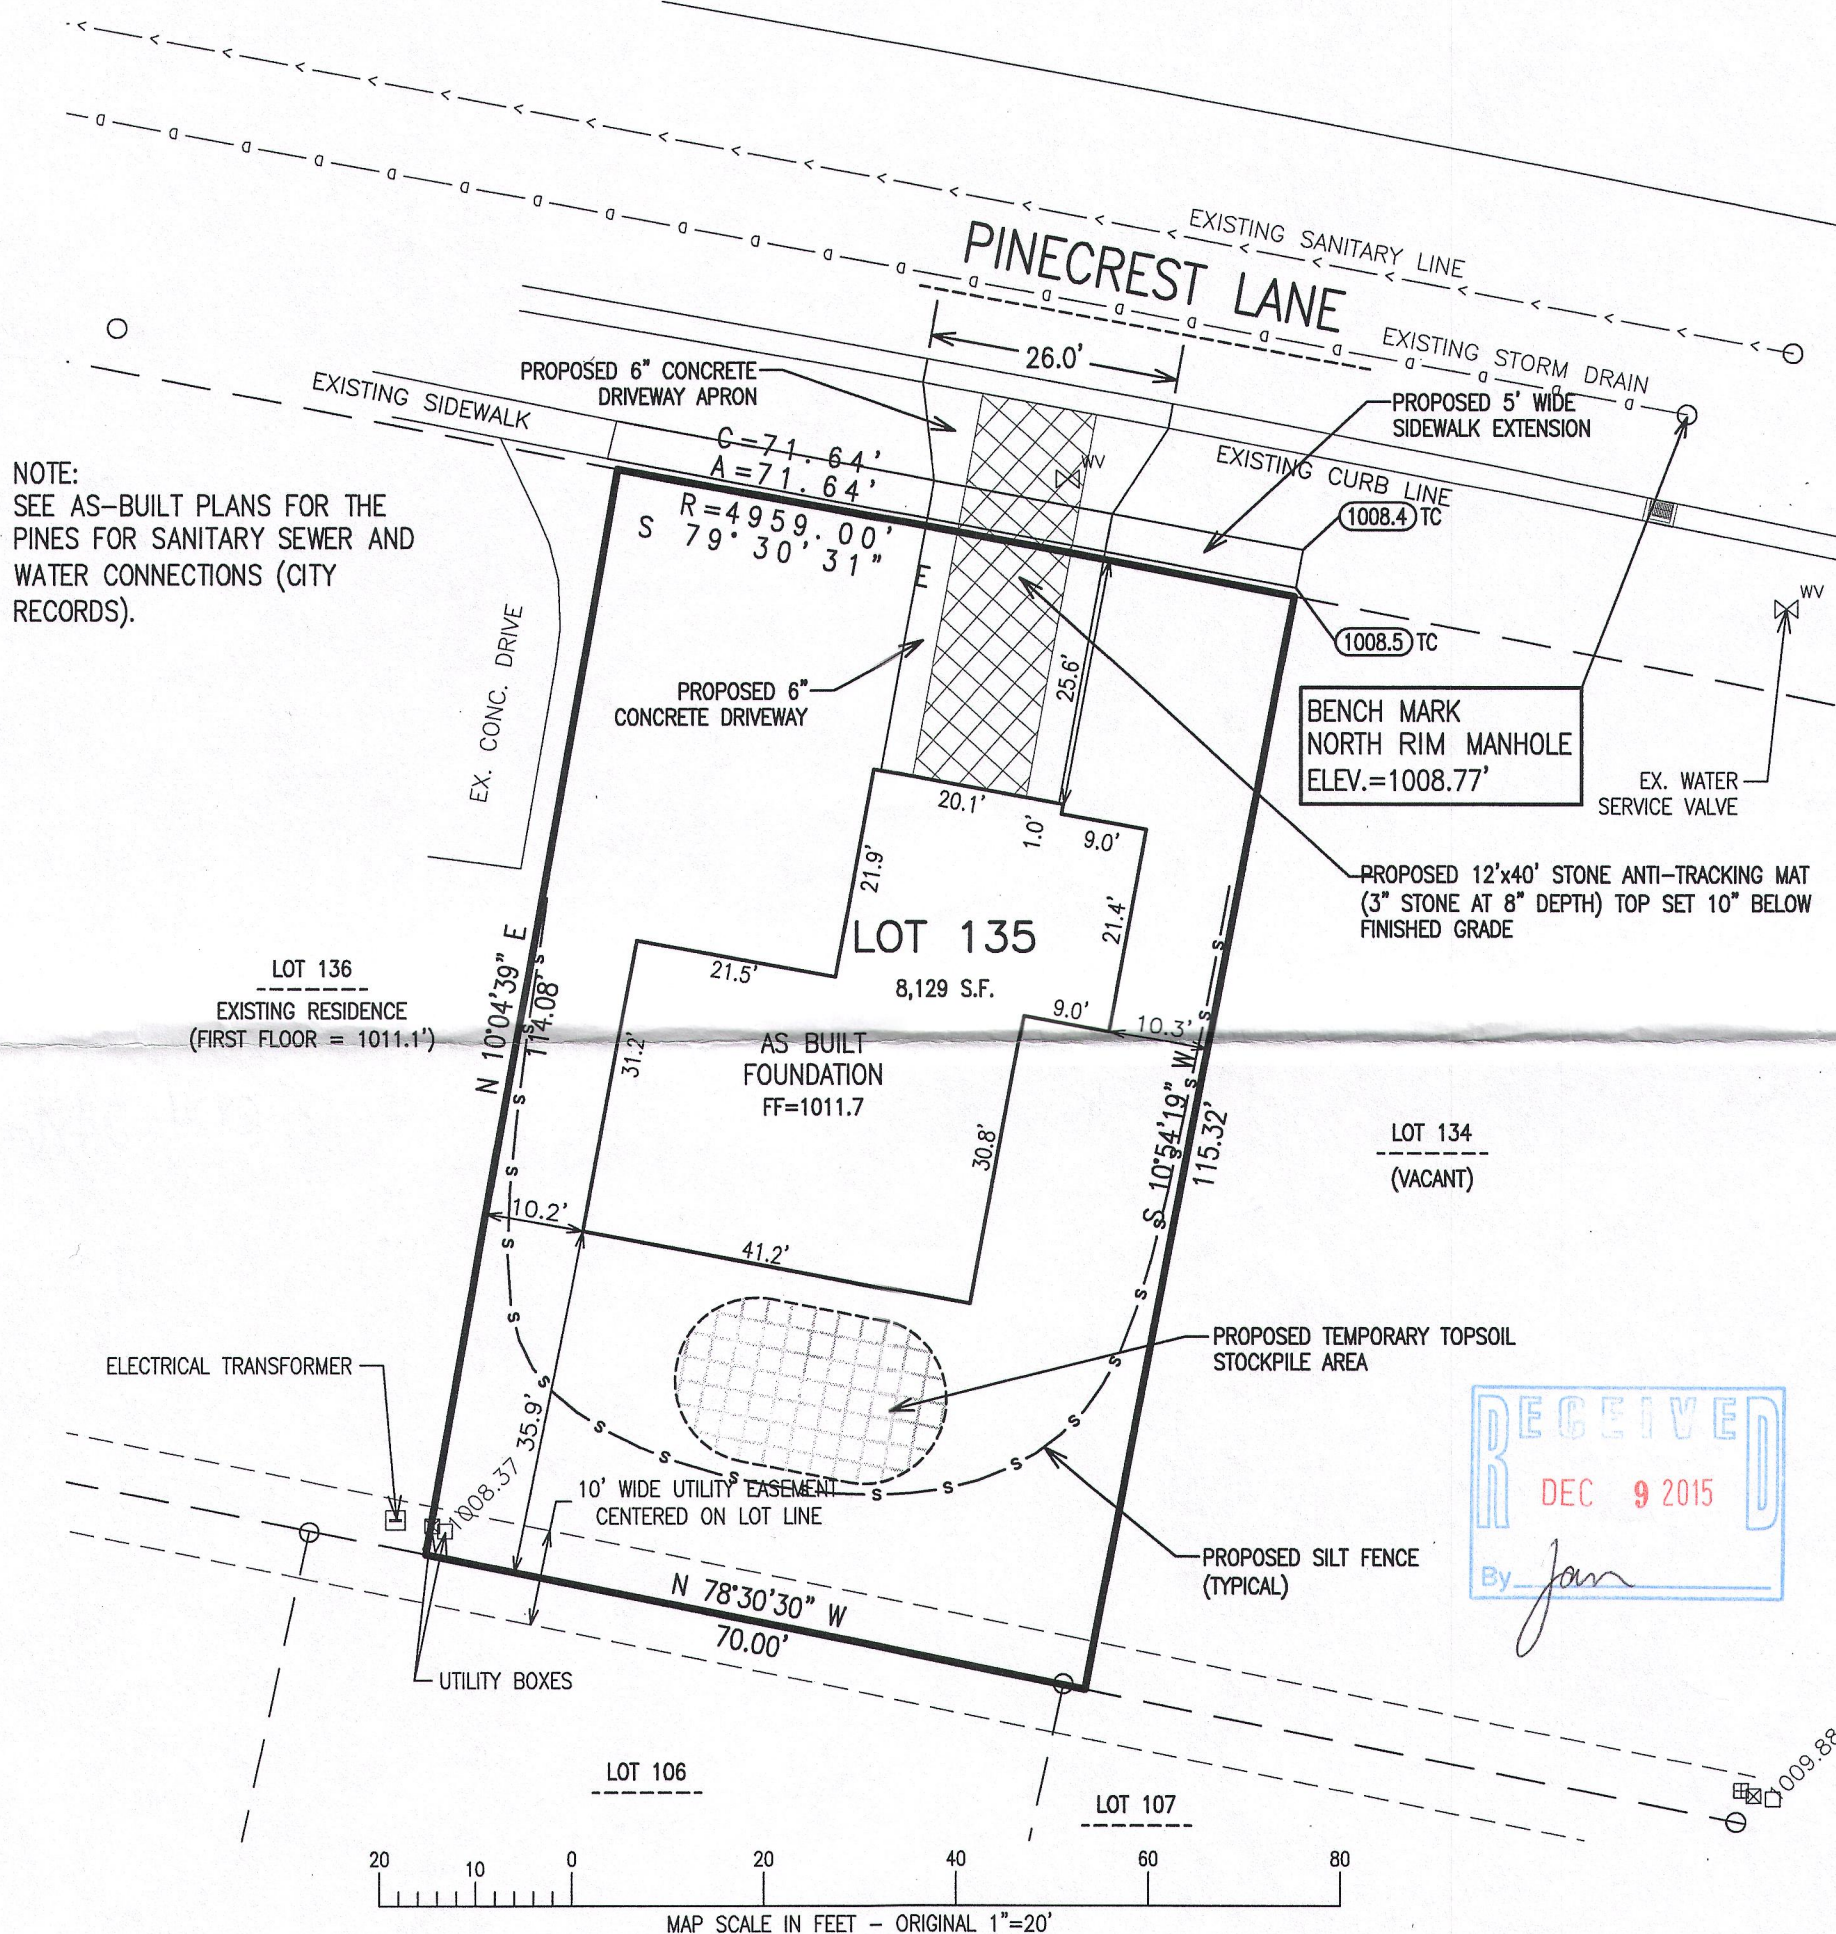 EXISTING SANITARY LINE
PINECREST LANE
EXISTING STORM DRAIN
26.0'
PROPOSED 6" CONCRETE
DRIVEWAY APRON
EXISTING SIDEWALK
PROPOSED 5' WIDE
SIDEWALK EXTENSION
C=71.64'
A=71.64'
R=4959.00'
S 79°30'31" E
WV
EXISTING CURB LINE
1008.4 TC
NOTE:
SEE AS-BUILT PLANS FOR THE
PINES FOR SANITARY SEWER AND
WATER CONNECTIONS (CITY
RECORDS).
WV
1008.5 TC
EX. CONC. DRIVE
PROPOSED 6"
CONCRETE DRIVEWAY
25.6'
BENCH MARK
NORTH RIM MANHOLE
ELEV.=1008.77'
EX. WATER
SERVICE VALVE
20.1'
1.0'
9.0'
21.9'
21.4'
PROPOSED 12'x40' STONE ANTI-TRACKING MAT
(3" STONE AT 8" DEPTH) TOP SET 10" BELOW
FINISHED GRADE
LOT 135
8,129 S.F.
21.5'
LOT 136
EXISTING RESIDENCE
(FIRST FLOOR = 1011.1')
N 10°04'39" E
114.08'
31.2'
9.0'
10.3'
AS BUILT
FOUNDATION
FF=1011.7
30.8'
S 10°54'19" W
115.32'
LOT 134
(VACANT)
10.2'
41.2'
ELECTRICAL TRANSFORMER
PROPOSED TEMPORARY TOPSOIL
STOCKPILE AREA
35.9'
1008.37
10' WIDE UTILITY EASEMENT
CENTERED ON LOT LINE
RECEIVED
DEC 9 2015
By Jam
PROPOSED SILT FENCE
(TYPICAL)
N 78°30'30" W
70.00'
UTILITY BOXES
LOT 106
LOT 107
1009.88
20 10 0 20 40 60 80
MAP SCALE IN FEET – ORIGINAL 1"=20'